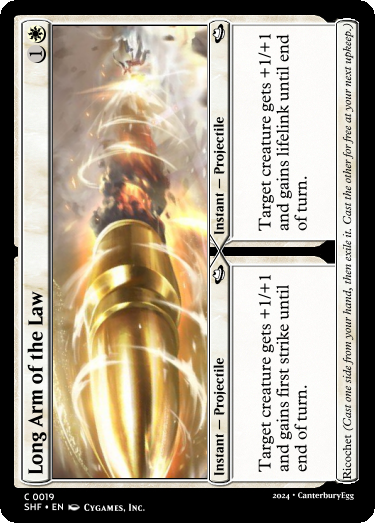 Long Arm of the Law
1
Instant — Projectile
Target creature gets +1/+1
and gains first strike until
end of turn.
Instant — Projectile
Target creature gets +1/+1
and gains lifelink until end
of turn.
Ricochet (Cast one side from your hand, then exile it. Cast the other for free at your next upkeep.)
C 0019
SHF • EN CYGAMES, INC.
2024 • CanterburyEgg